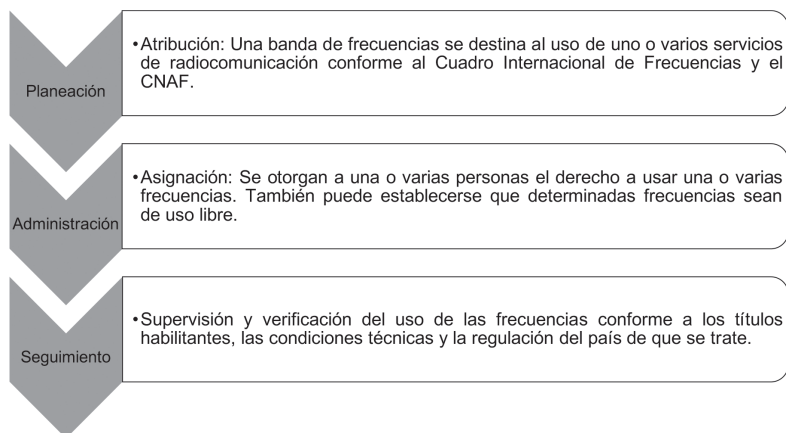 Planeación
•Atribución: Una banda de frecuencias se destina al uso de uno o varios servicios
de radiocomunicación conforme al Cuadro Internacional de Frecuencias y el
CNAF.
Administración
•Asignación: Se otorgan a una o varias personas el derecho a usar una o varias
frecuencias. También puede establecerse que determinadas frecuencias sean
de uso libre.
Seguimiento
•Supervisión y verificación del uso de las frecuencias conforme a los títulos
habilitantes, las condiciones técnicas y la regulación del país de que se trate.